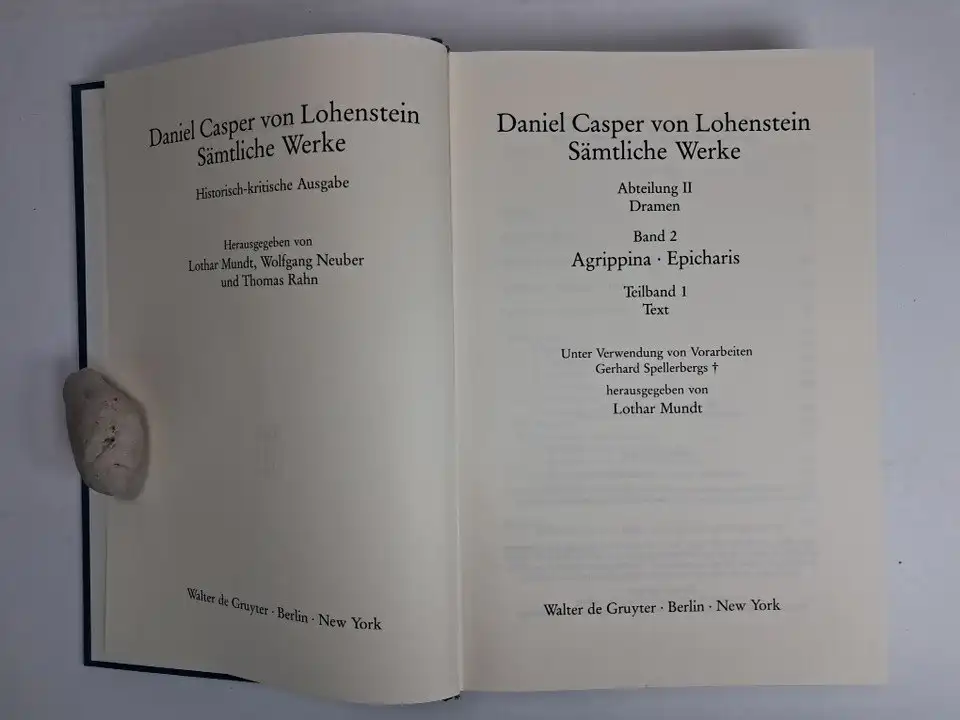 Daniel Casper von Lohenstein
Sämtliche Werke
Historisch-kritische Ausgabe
Herausgegeben von
Lothar Mundt, Wolfgang Neuber
und Thomas Rahn
Walter de Gruyter · Berlin · New York
Daniel Casper von Lohenstein
Sämtliche Werke
Abteilung II
Dramen
Band 2
Agrippina · Epicharis
Teilband 1
Text
Unter Verwendung von Vorarbeiten
Gerhard Spellerbergs †
herausgegeben von
Lothar Mundt
Walter de Gruyter · Berlin · New York